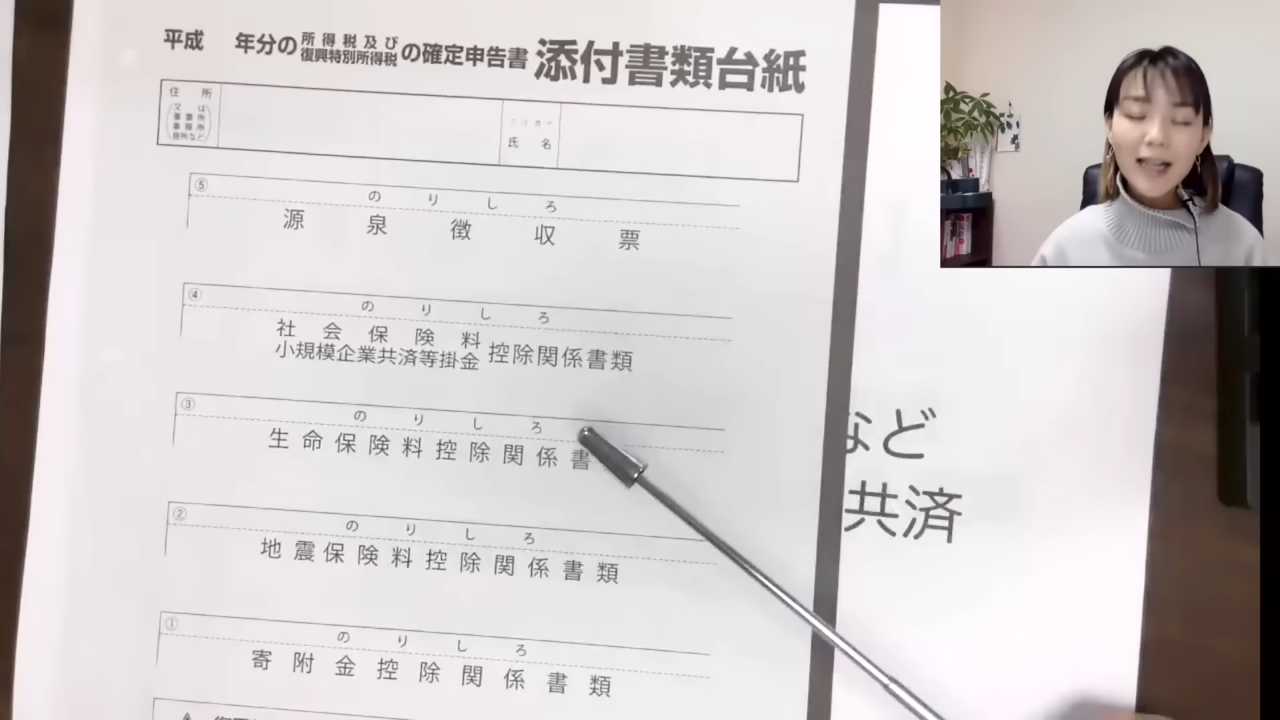 平成　年分の所得税及び復興特別所得税の確定申告書 添付書類台紙
住所
又は
事業所
事務所
居所など
氏名
⑤
のりしろ
源泉徴収票
④
のりしろ
社会保険料
小規模企業共済等掛金
控除関係書類
③
のりしろ
生命保険料控除関係書
②
のりしろ
地震保険料控除関係書類
①
のりしろ
寄附金控除関係書類
など
共済